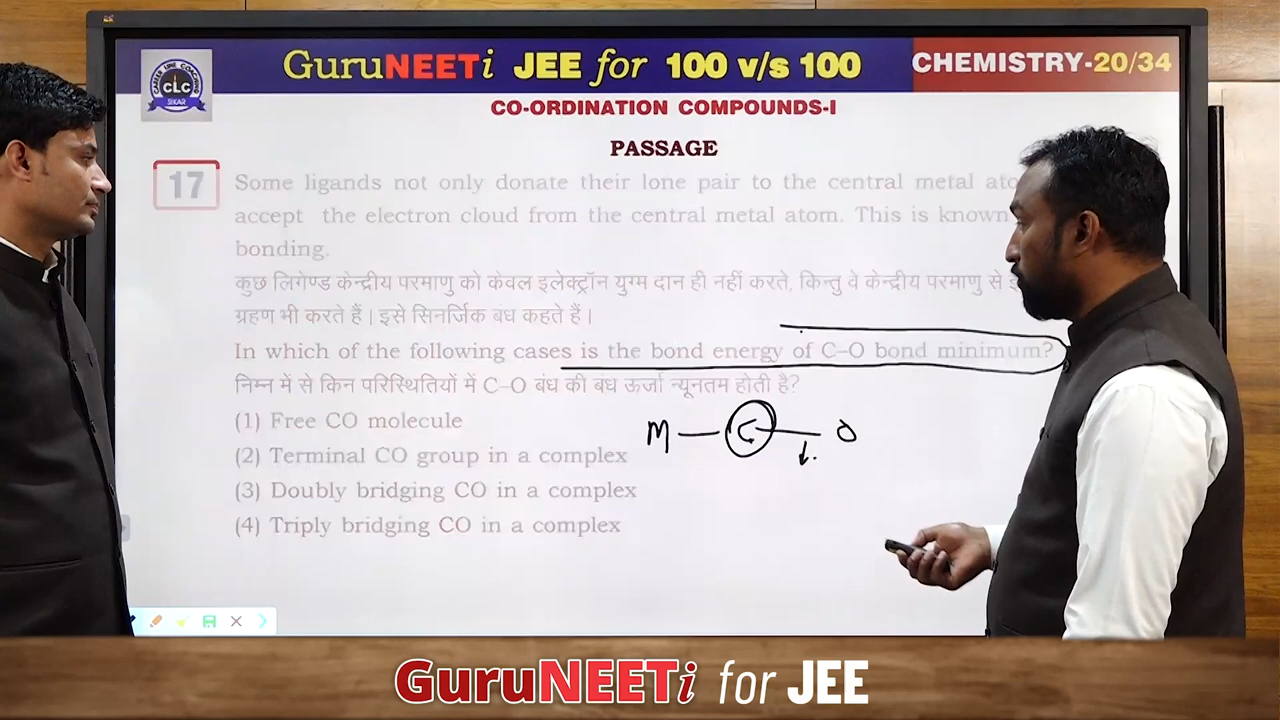 GuruNEETi JEE for 100 v/s 100
CHEMISTRY-20/34
CAREER LINE COACHING
CLC
SIKAR
CO-ORDINATION COMPOUNDS-I
PASSAGE
17
Some ligands not only donate their lone pair to the central metal
accept the electron cloud from the central metal atom. This is known
bonding.
कुछ लिगेण्ड केन्द्रीय परमाणु को केवल इलेक्ट्रॉन युग्म दान ही नहीं करते, किन्तु वे केन्द्रीय परमाणु से
ग्रहण भी करते हैं। इसे सिनर्जिक बंध कहते हैं।
In which of the following cases is the bond energy of C–O bond minimum?
निम्न में से किन परिस्थितियों में C–O बंध की बंध ऊर्जा न्यूनतम होती है?
(1) Free CO molecule
M — C — O
(2) Terminal CO group in a complex
(3) Doubly bridging CO in a complex
(4) Triply bridging CO in a complex
GuruNEETi for JEE